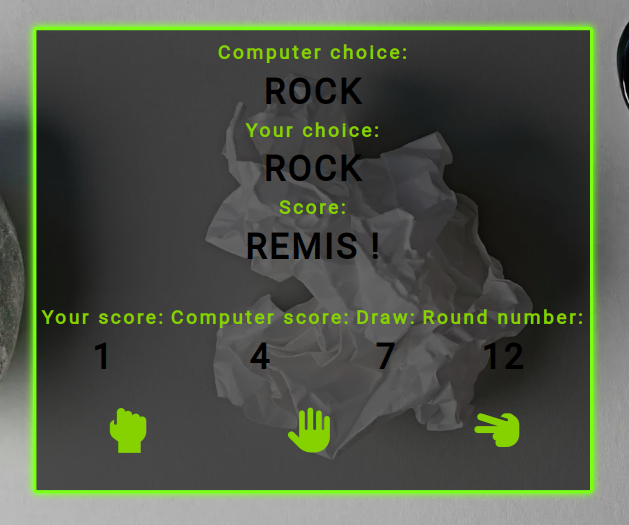 Computer choice:
ROCK
Your choice:
ROCK
Score:
REMIS !
Your score: Computer score: Draw: Round number:
1 4 7 12